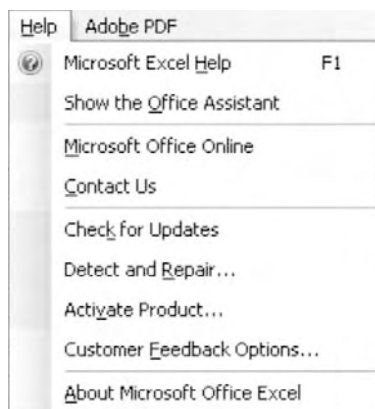 Help Adobe PDF
Microsoft Excel Help F1
Show the Office Assistant
Microsoft Office Online
Contact Us
Check for Updates
Detect and Repair...
Activate Product...
Customer Feedback Options...
About Microsoft Office Excel